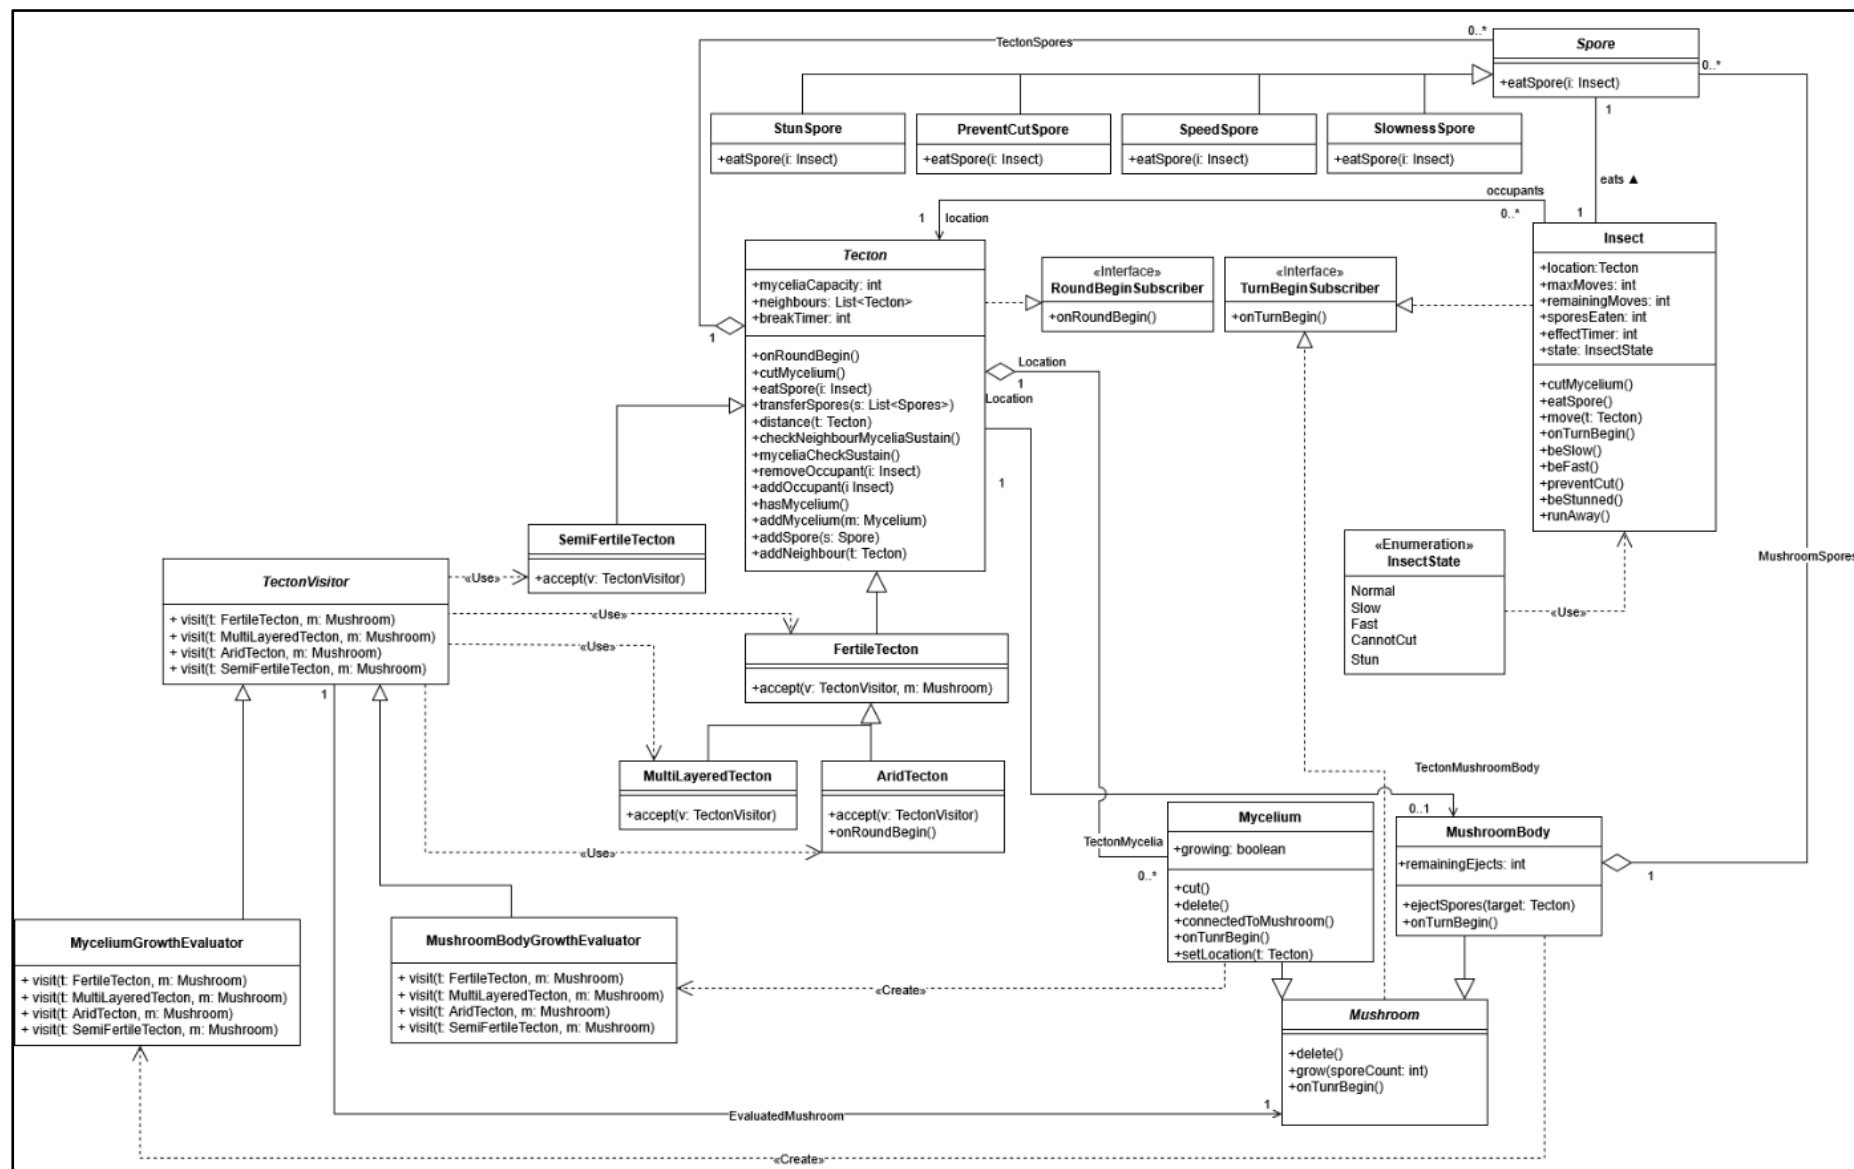 TectonSpores
0..*
Spore
+eatSpore(i: Insect)
0..*
1
StunSpore
+eatSpore(i: Insect)
PreventCutSpore
+eatSpore(i: Insect)
SpeedSpore
+eatSpore(i: Insect)
SlownessSpore
+eatSpore(i: Insect)
eats ▲
occupants
0..*
1
1
location
Tecton
+myceliaCapacity: int
+neighbours: List<Tecton>
+breakTimer: int
+onRoundBegin()
+cutMycelium()
+eatSpore(i: Insect)
+transferSpores(s: List<Spores>)
+distance(t: Tecton)
+checkNeighbourMyceliaSustain()
+myceliaCheckSustain()
+removeOccupant(i: Insect)
+addOccupant(i Insect)
+hasMycelium()
+addMycelium(m: Mycelium)
+addSpore(s: Spore)
+addNeighbour(t: Tecton)
1
«Interface»
RoundBeginSubscriber
+onRoundBegin()
«Interface»
TurnBeginSubscriber
+onTurnBegin()
Insect
+location:Tecton
+maxMoves: int
+remainingMoves: int
+sporesEaten: int
+effectTimer: int
+state: InsectState
+cutMycelium()
+eatSpore()
+move(t: Tecton)
+onTurnBegin()
+beSlow()
+beFast()
+preventCut()
+beStunned()
+runAway()
Location
1
Location
1
«Enumeration»
InsectState
Normal
Slow
Fast
CannotCut
Stun
«Use»
MushroomSpores
SemiFertileTecton
+accept(v: TectonVisitor)
TectonVisitor
+ visit(t: FertileTecton, m: Mushroom)
+ visit(t: MultiLayeredTecton, m: Mushroom)
+ visit(t: AridTecton, m: Mushroom)
+ visit(t: SemiFertileTecton, m: Mushroom)
«Use»
«Use»
«Use»
«Use»
1
FertileTecton
+accept(v: TectonVisitor, m: Mushroom)
MultiLayeredTecton
+accept(v: TectonVisitor)
AridTecton
+accept(v: TectonVisitor)
+onRoundBegin()
TectonMushroomBody
0..1
TectonMycelia
0..*
Mycelium
+growing: boolean
+cut()
+delete()
+connectedToMushroom()
+onTunrBegin()
+setLocation(t: Tecton)
MushroomBody
+remainingEjects: int
+ejectSpores(target: Tecton)
+onTurnBegin()
1
MyceliumGrowthEvaluator
+ visit(t: FertileTecton, m: Mushroom)
+ visit(t: MultiLayeredTecton, m: Mushroom)
+ visit(t: AridTecton, m: Mushroom)
+ visit(t: SemiFertileTecton, m: Mushroom)
MushroomBodyGrowthEvaluator
+ visit(t: FertileTecton, m: Mushroom)
+ visit(t: MultiLayeredTecton, m: Mushroom)
+ visit(t: AridTecton, m: Mushroom)
+ visit(t: SemiFertileTecton, m: Mushroom)
«Create»
Mushroom
+delete()
+grow(sporeCount: int)
+onTunrBegin()
EvaluatedMushroom
1
«Create»